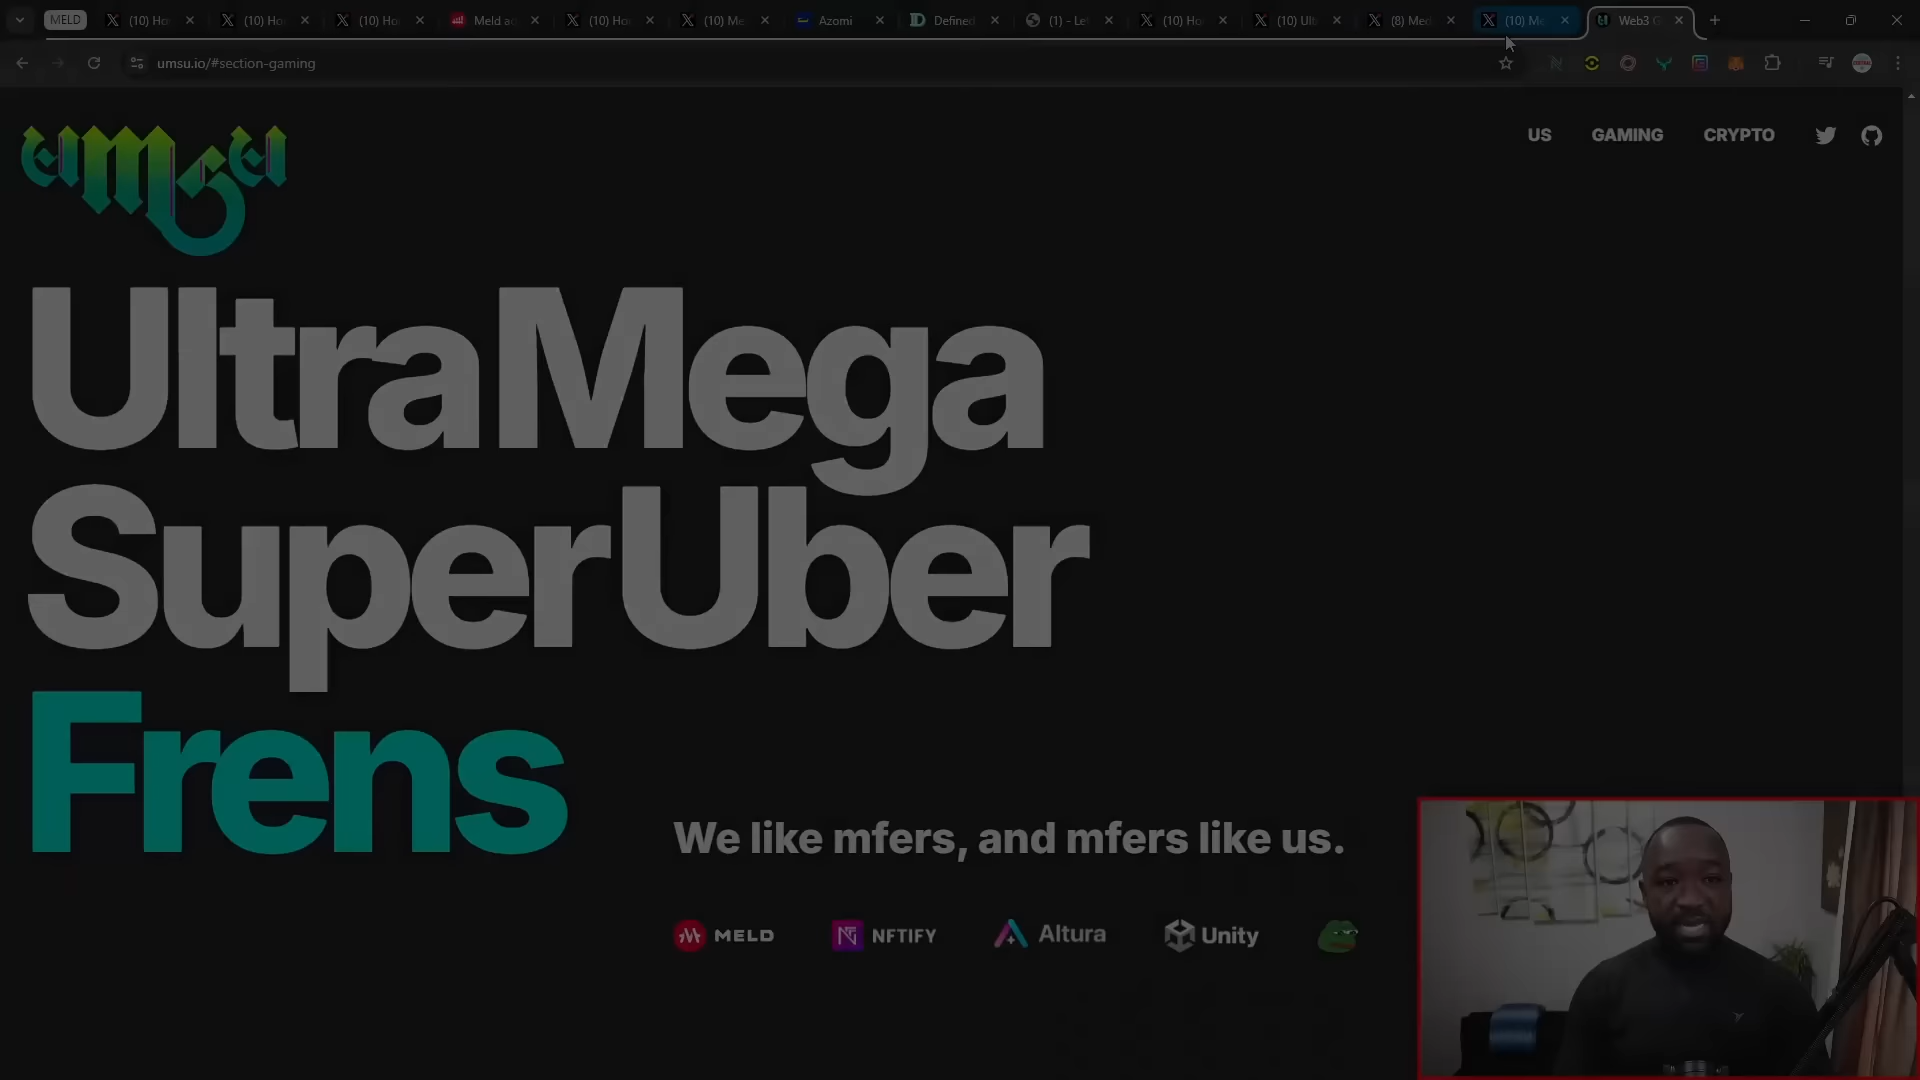 MELD
(10) Ho
(10) Ho
(10) Ho
Meld ac
(10) Ho
(10) Me
Azomi
Defined
(1) - Let
(10) Ho
(10) Ult
(8) Med
(10) Me
Web3 G
umsu.io/#section-gaming
umsu
US
GAMING
CRYPTO
UltraMega
SuperUber
Frens
We like mfers, and mfers like us.
MELD
NFTIFY
Altura
Unity